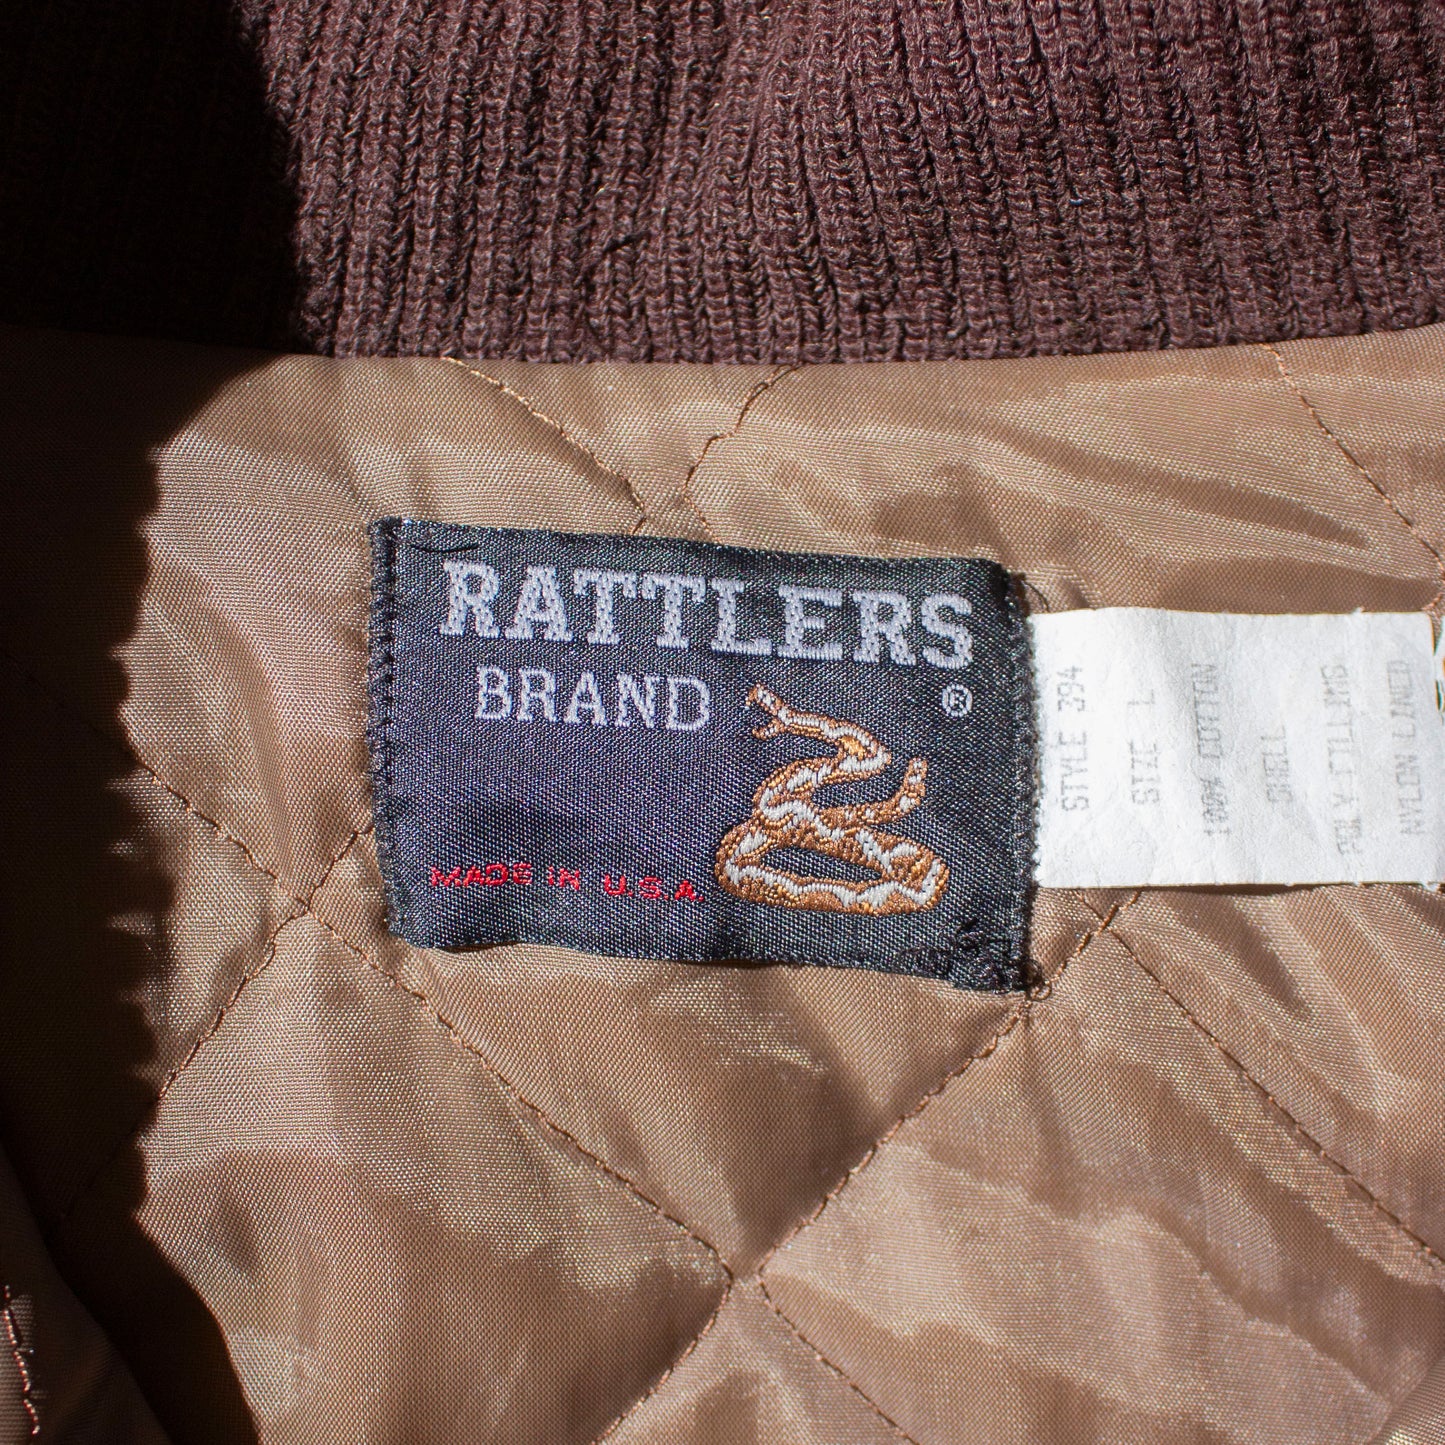 RATTLERS
BRAND
®
MADE IN U.S.A.
STYLE 394
SIZE L
100% COTTON
SHELL
POLY FILLING
NYLON LINED